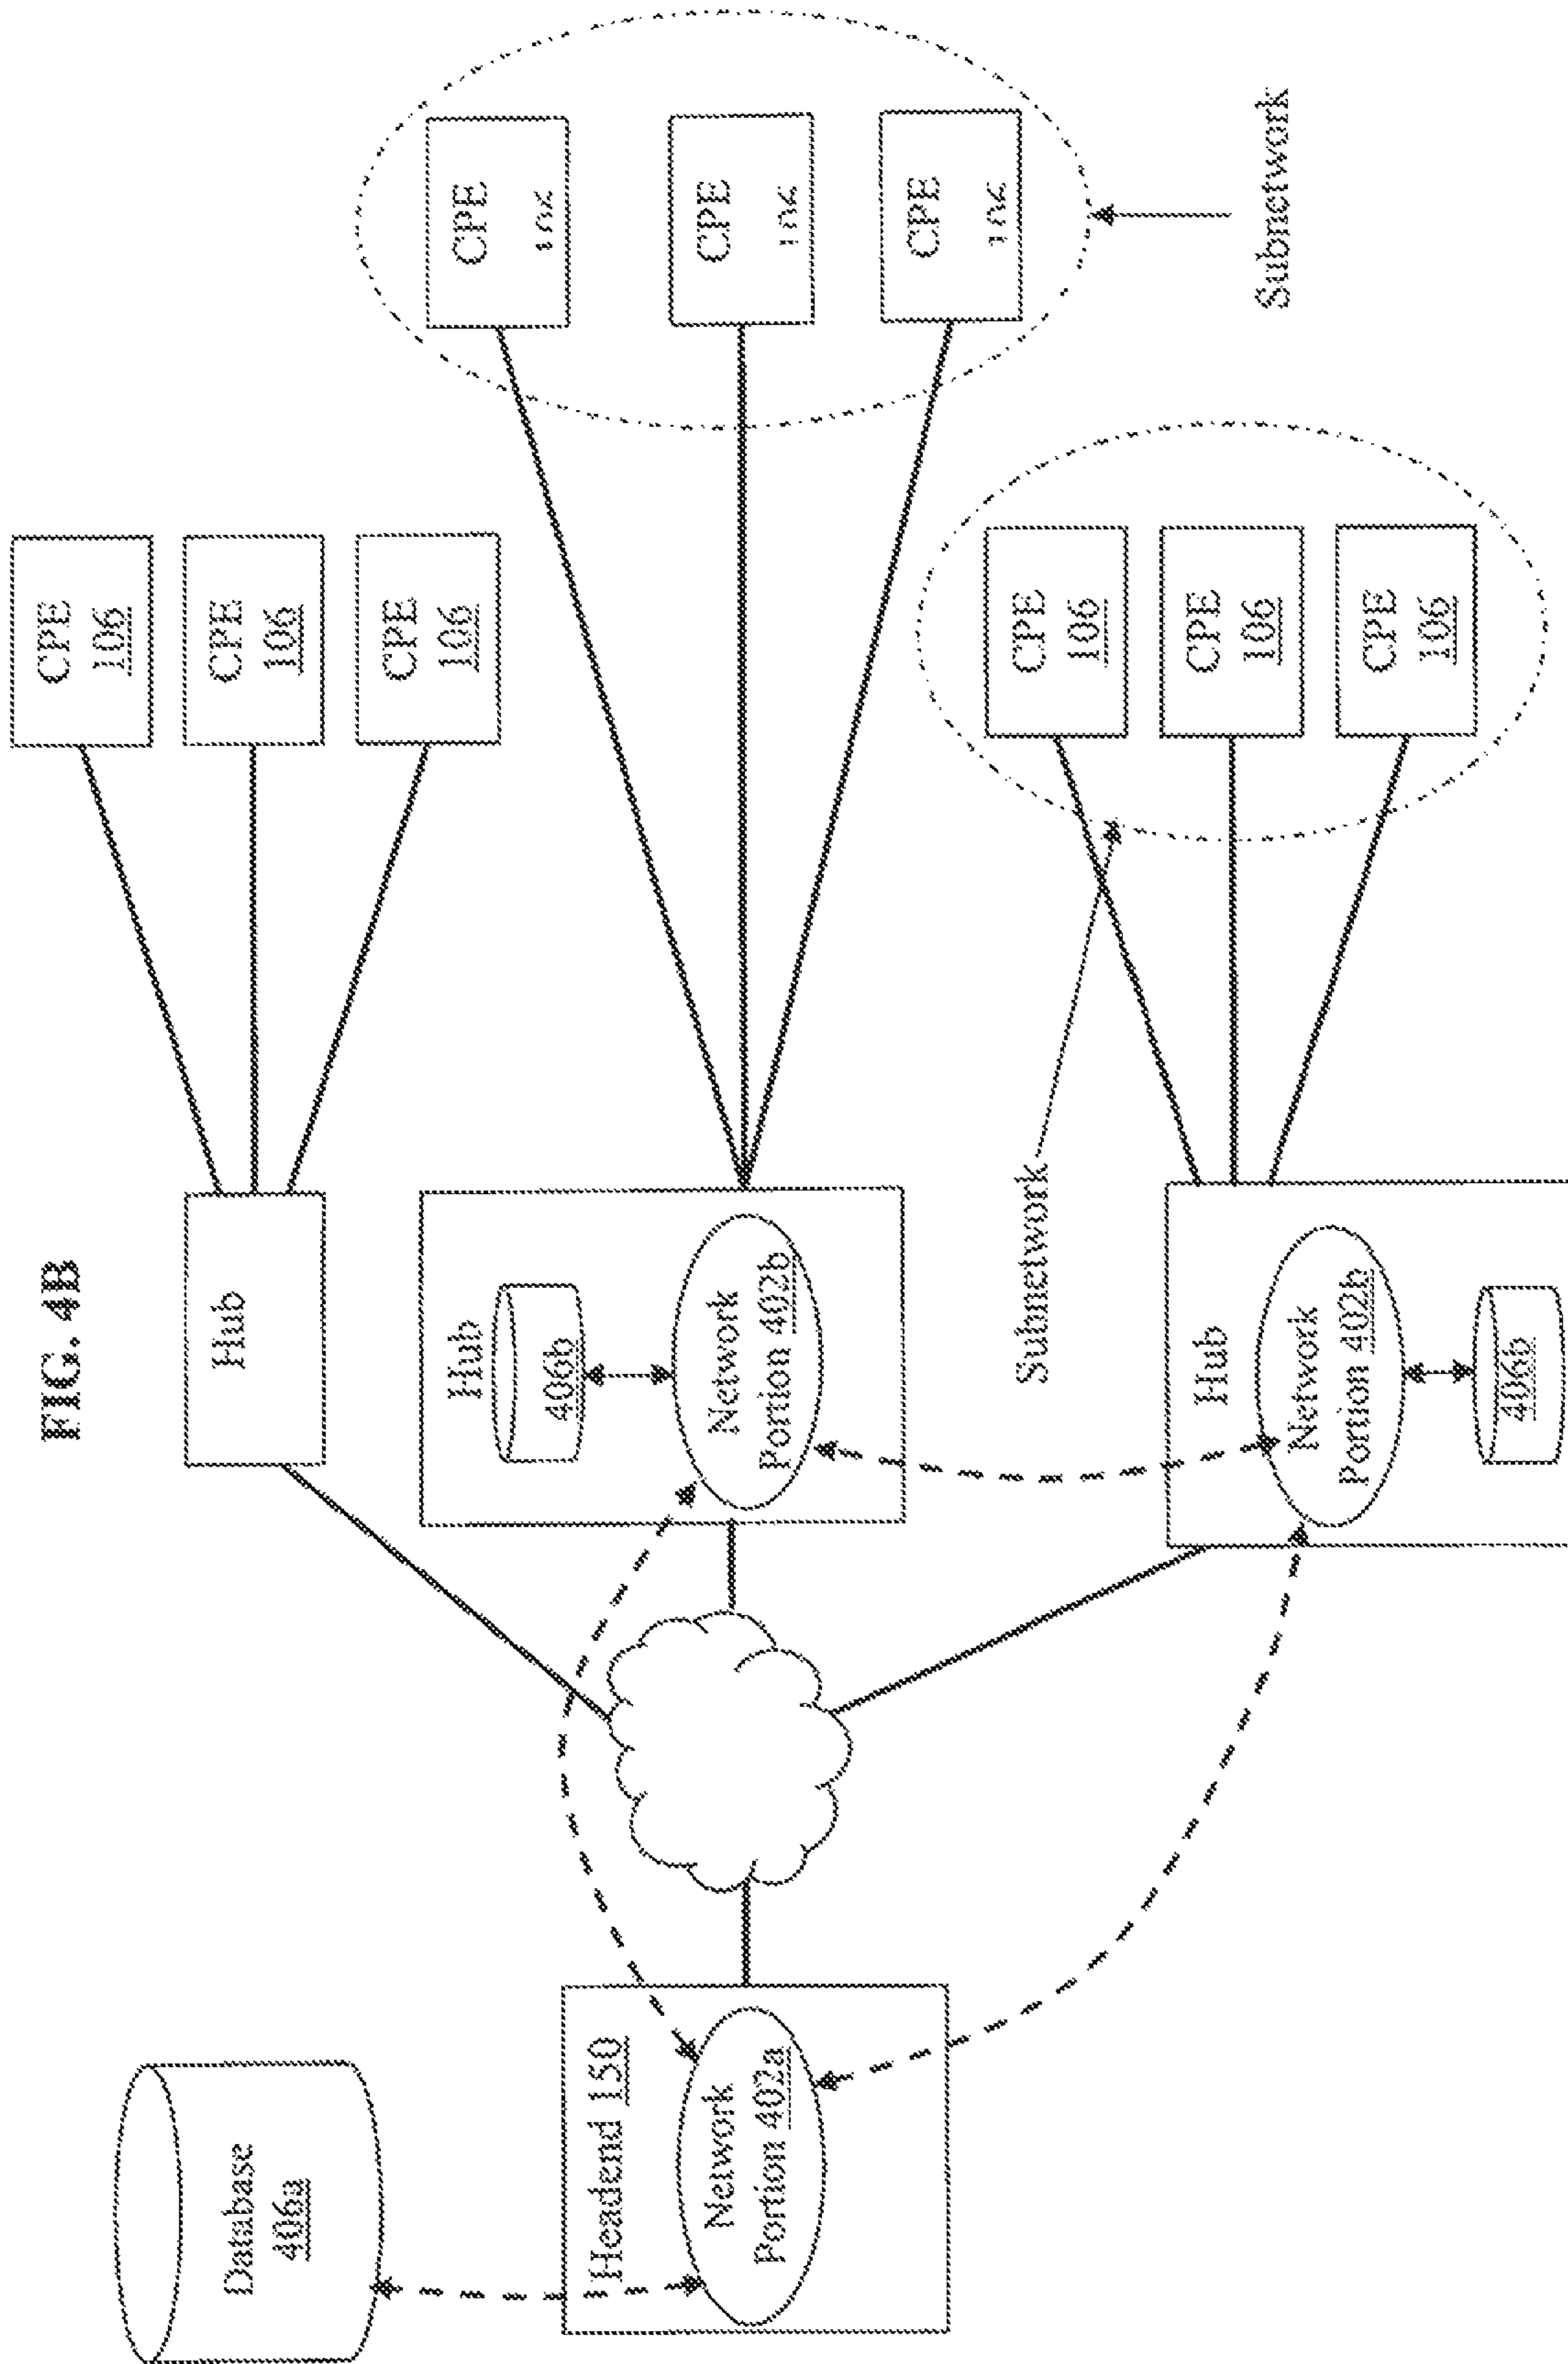 FIG. 4B
CPE
106
CPE
106
CPE
106
Hub
Database
406a
Headend 150
Network
Portion 402a
Hub
406b
Network
Portion 402b
CPE
CPE
CPE
Subnetwork
Subnetwork
Hub
Network
Portion 402b
406b
CPE
106
CPE
106
CPE
106